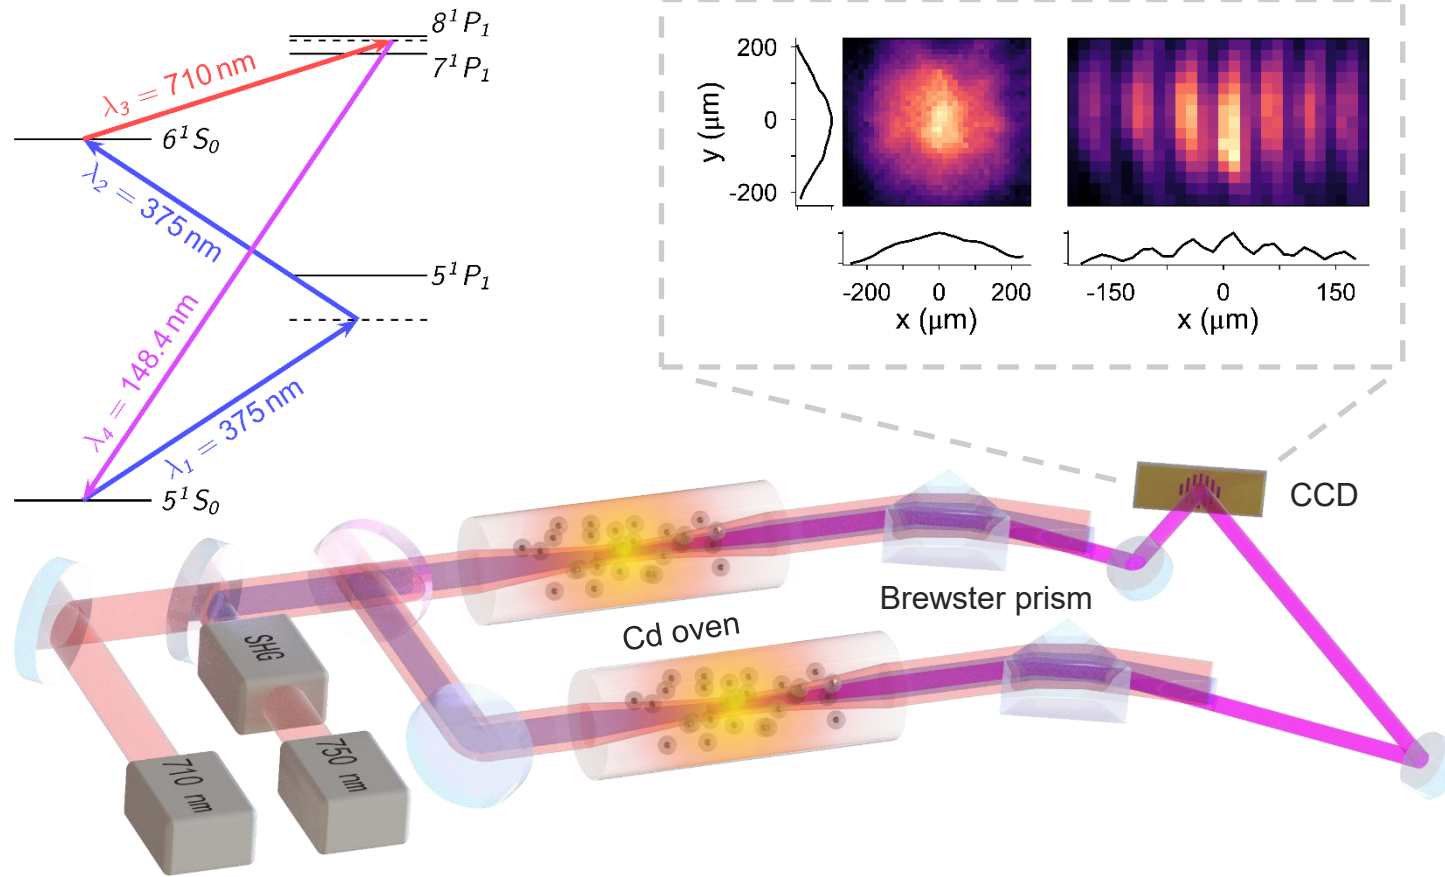 8¹P₁
7¹P₁
λ₃ = 710 nm
6¹S₀
λ₂ = 375 nm
5¹P₁
λ₄ = 148.4 nm
λ₁ = 375 nm
5¹S₀
200
0
-200
y (μm)
-200 0 200
x (μm)
-150 0 150
x (μm)
CCD
Brewster prism
Cd oven
SHG
750 nm
710 nm